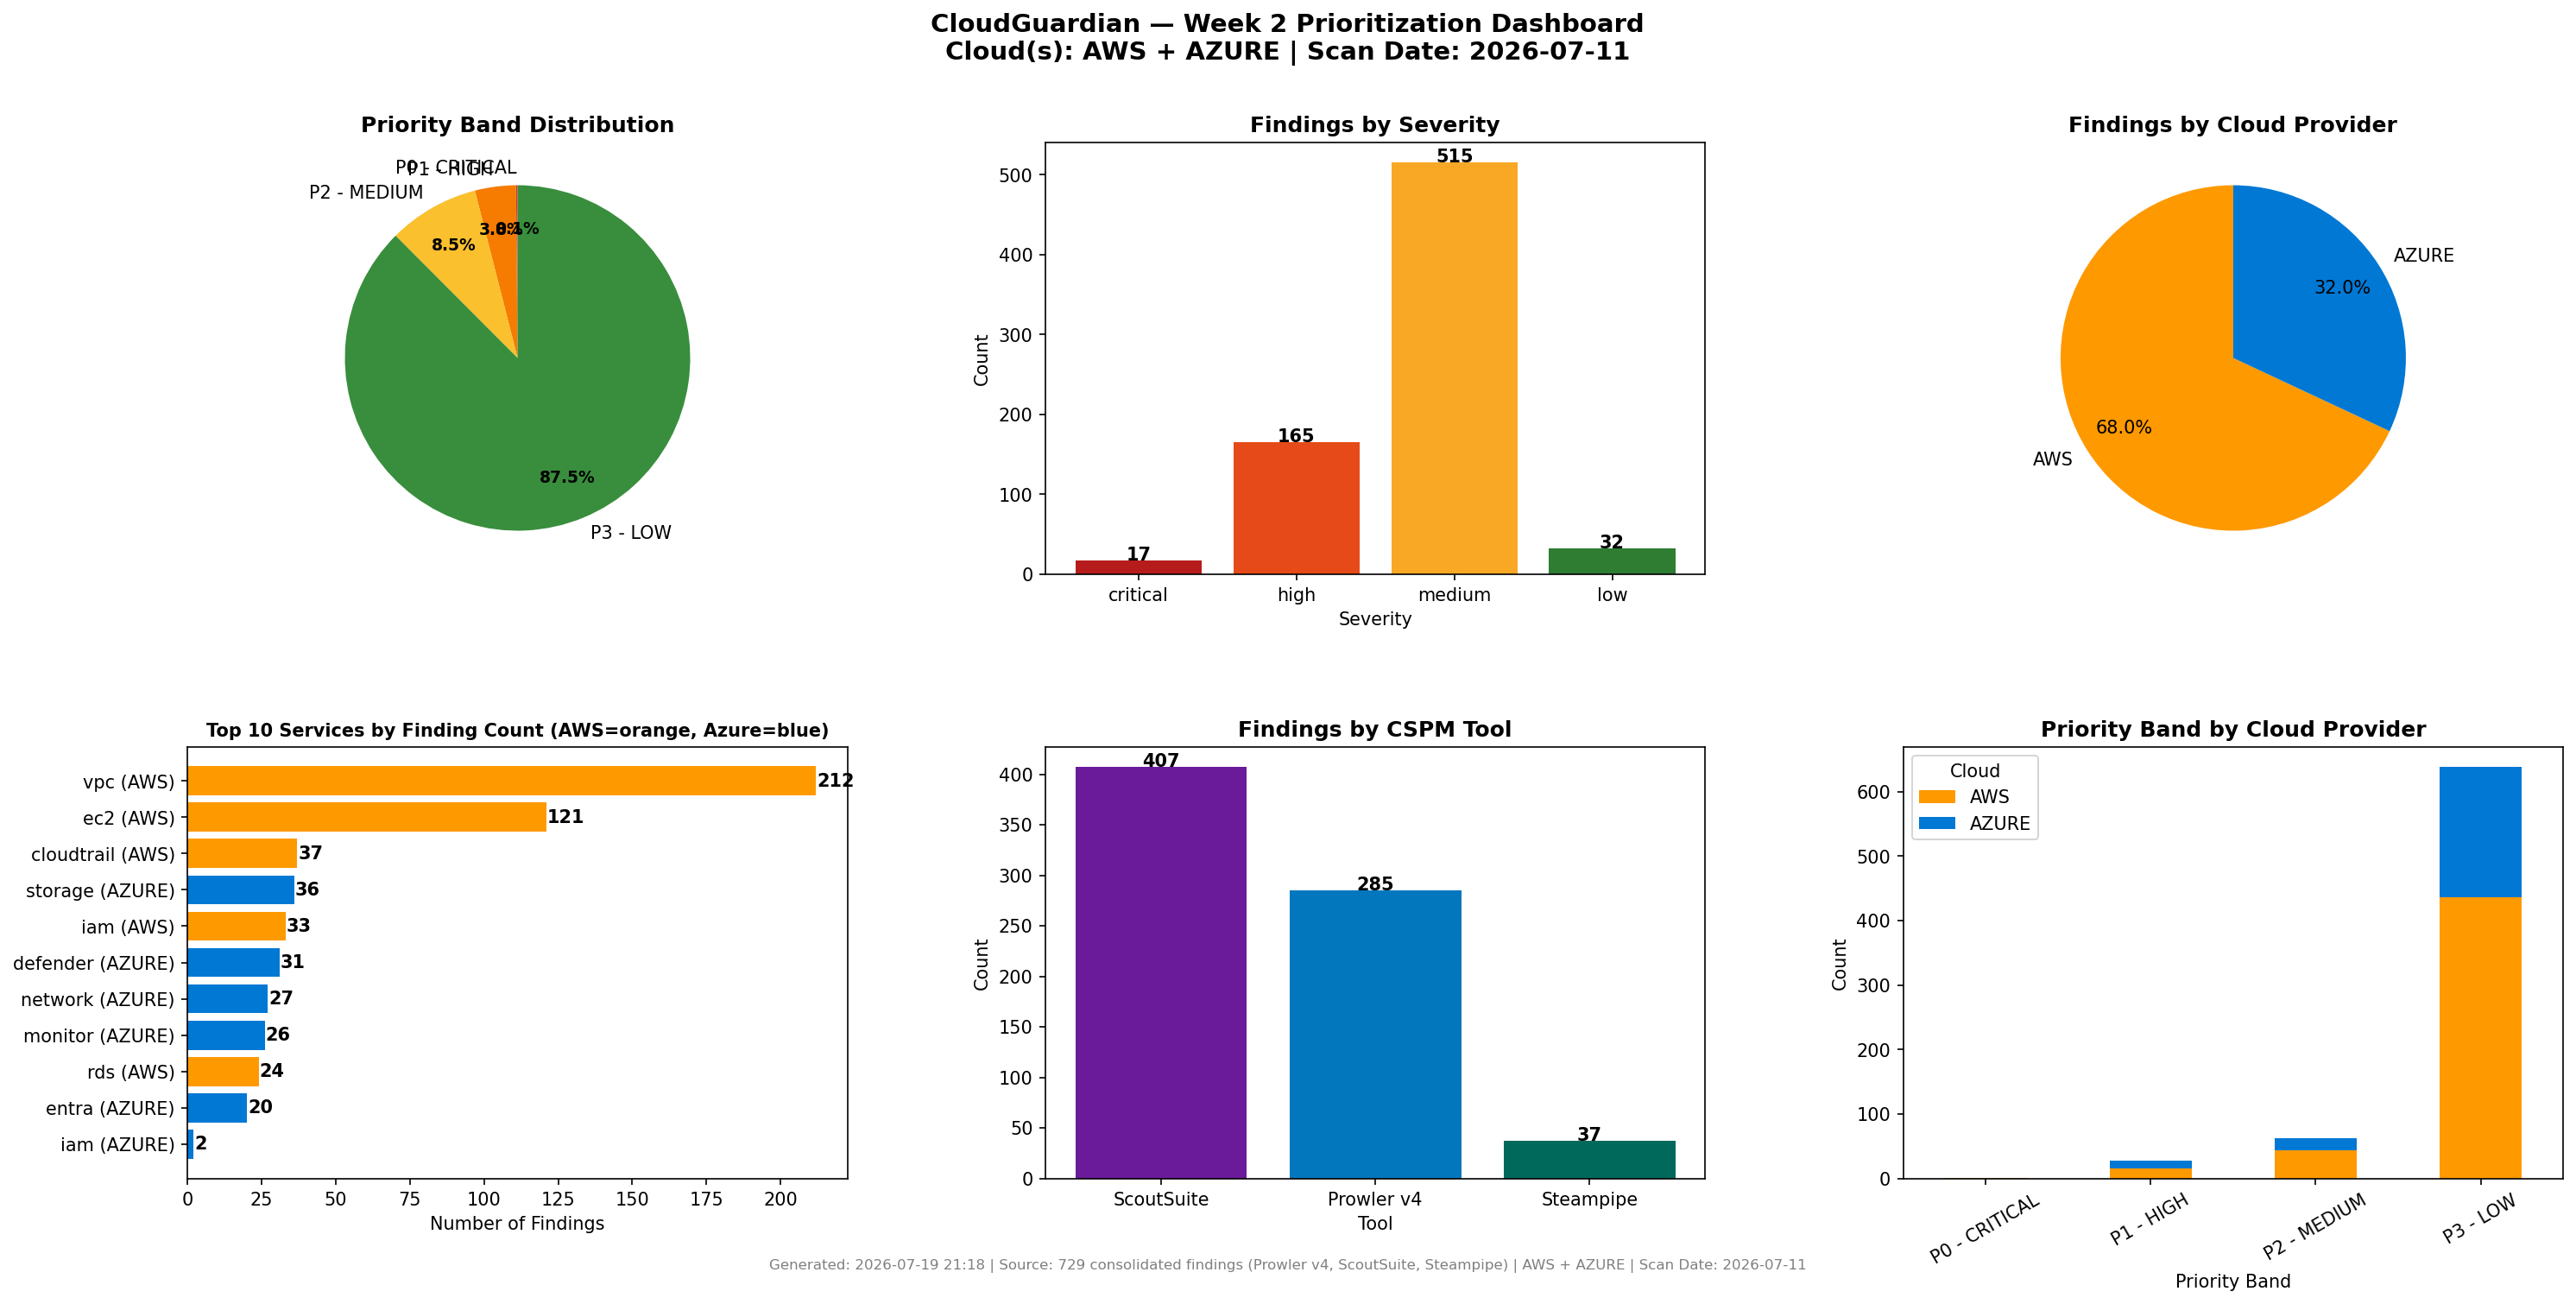 CloudGuardian — Week 2 Prioritization Dashboard
Cloud(s): AWS + AZURE | Scan Date: 2026-07-11
Priority Band Distribution
P0 - CRITICAL
P1 - HIGH
P2 - MEDIUM
8.5%
3.8%
0.1%
87.5%
P3 - LOW
Findings by Severity
Count
500
400
300
200
100
0
17
165
515
32
critical
high
medium
low
Severity
Findings by Cloud Provider
AZURE
32.0%
68.0%
AWS
Top 10 Services by Finding Count (AWS=orange, Azure=blue)
vpc (AWS) 212
ec2 (AWS) 121
cloudtrail (AWS) 37
storage (AZURE) 36
iam (AWS) 33
defender (AZURE) 31
network (AZURE) 27
monitor (AZURE) 26
rds (AWS) 24
entra (AZURE) 20
iam (AZURE) 2
0 25 50 75 100 125 150 175 200
Number of Findings
Findings by CSPM Tool
Count
400
350
300
250
200
150
100
50
0
407
285
37
ScoutSuite
Prowler v4
Steampipe
Tool
Priority Band by Cloud Provider
Cloud
AWS
AZURE
Count
600
500
400
300
200
100
0
P0 - CRITICAL
P1 - HIGH
P2 - MEDIUM
P3 - LOW
Priority Band
Generated: 2026-07-19 21:18 | Source: 729 consolidated findings (Prowler v4, ScoutSuite, Steampipe) | AWS + AZURE | Scan Date: 2026-07-11